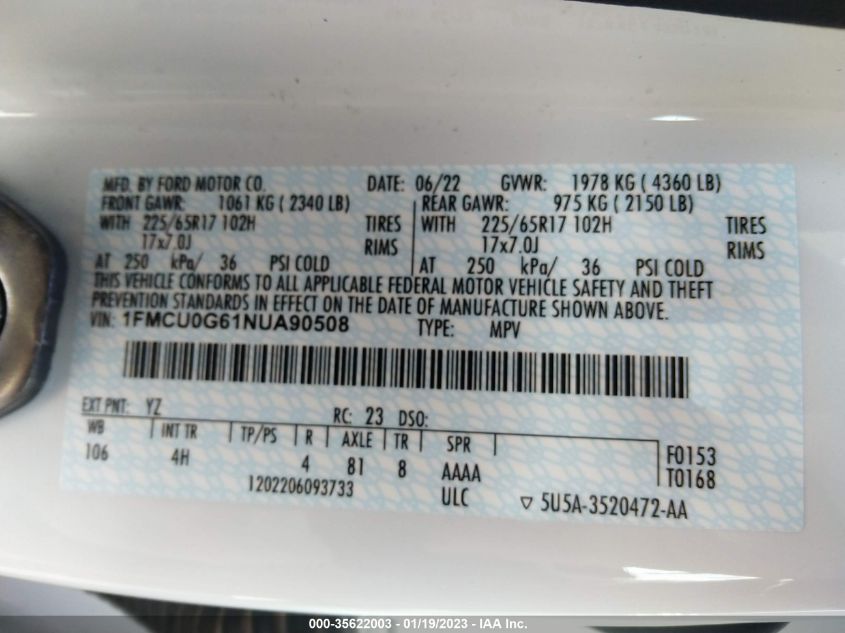 MFD. BY FORD MOTOR CO. DATE: 06/22 GVWR: 1978 KG ( 4360 LB)
FRONT GAWR: 1061 KG ( 2340 LB) REAR GAWR: 975 KG ( 2150 LB)
WITH 225/65R17 102H TIRES WITH 225/65R17 102H TIRES
17x7.0J RIMS 17x7.0J RIMS
AT 250 kPa/ 36 PSI COLD AT 250 kPa/ 36 PSI COLD
THIS VEHICLE CONFORMS TO ALL APPLICABLE FEDERAL MOTOR VEHICLE SAFETY AND THEFT
PREVENTION STANDARDS IN EFFECT ON THE DATE OF MANUFACTURE SHOWN ABOVE.
VIN: 1FMCU0G61NUA90508 TYPE: MPV
EXT PNT: YZ RC: 23 DSO:
WB INT TR TP/PS R AXLE TR SPR
106 4H 4 81 8 AAAA
F0153
T0168
1202206093733 ULC
5U5A-3520472-AA
000-35622003 - 01/19/2023 - IAA Inc.